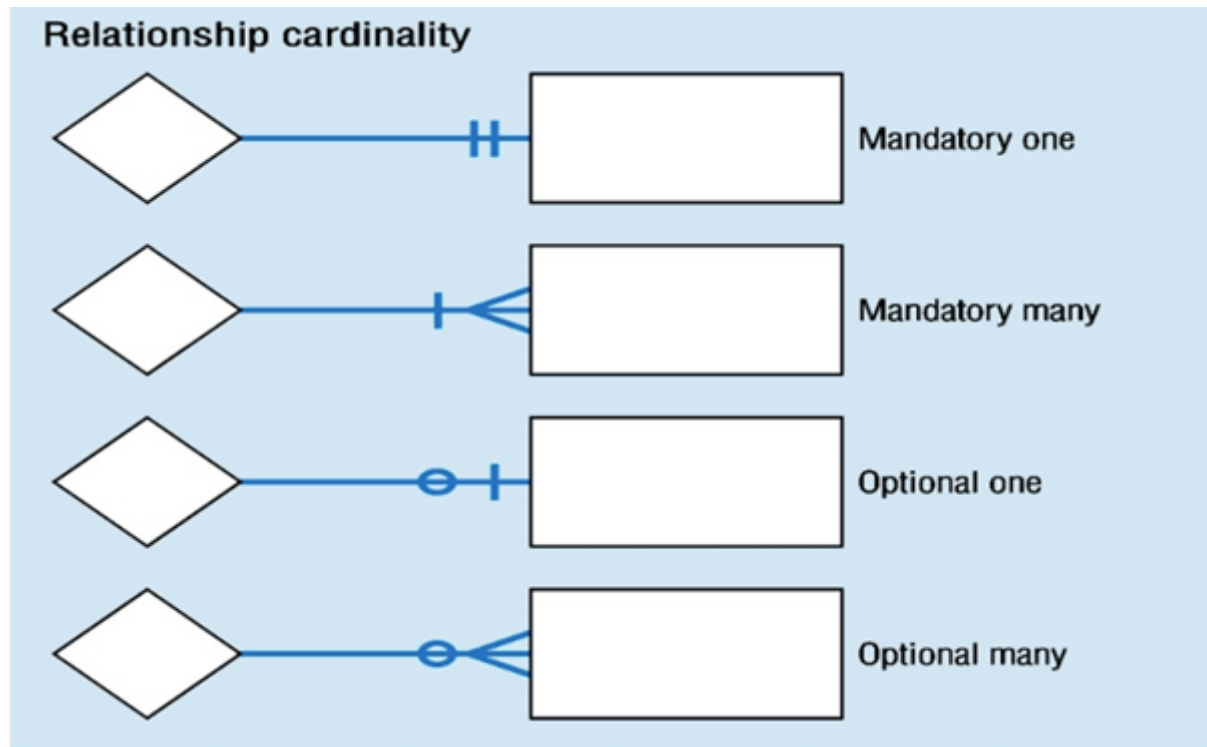 Relationship cardinality
Mandatory one
Mandatory many
Optional one
Optional many